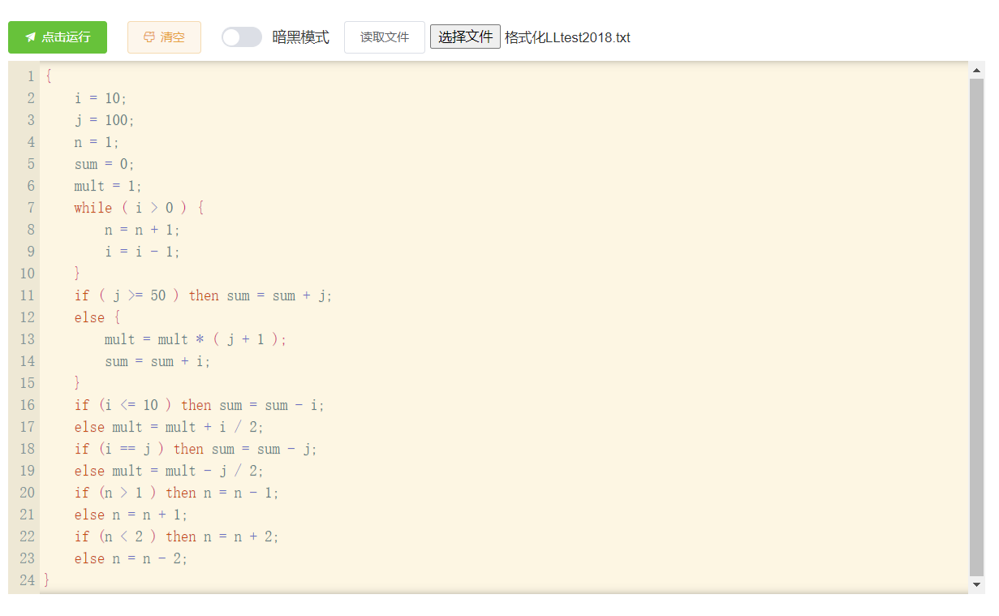 点击运行 清空 暗黑模式 读取文件 选择文件 格式化LLtest2018.txt
1 {
2 i = 10;
3 j = 100;
4 n = 1;
5 sum = 0;
6 mult = 1;
7 while ( i > 0 ) {
8 n = n + 1;
9 i = i - 1;
10 }
11 if ( j >= 50 ) then sum = sum + j;
12 else {
13 mult = mult * ( j + 1 );
14 sum = sum + i;
15 }
16 if (i <= 10 ) then sum = sum - i;
17 else mult = mult + i / 2;
18 if (i == j ) then sum = sum - j;
19 else mult = mult - j / 2;
20 if (n > 1 ) then n = n - 1;
21 else n = n + 1;
22 if (n < 2 ) then n = n + 2;
23 else n = n - 2;
24 }